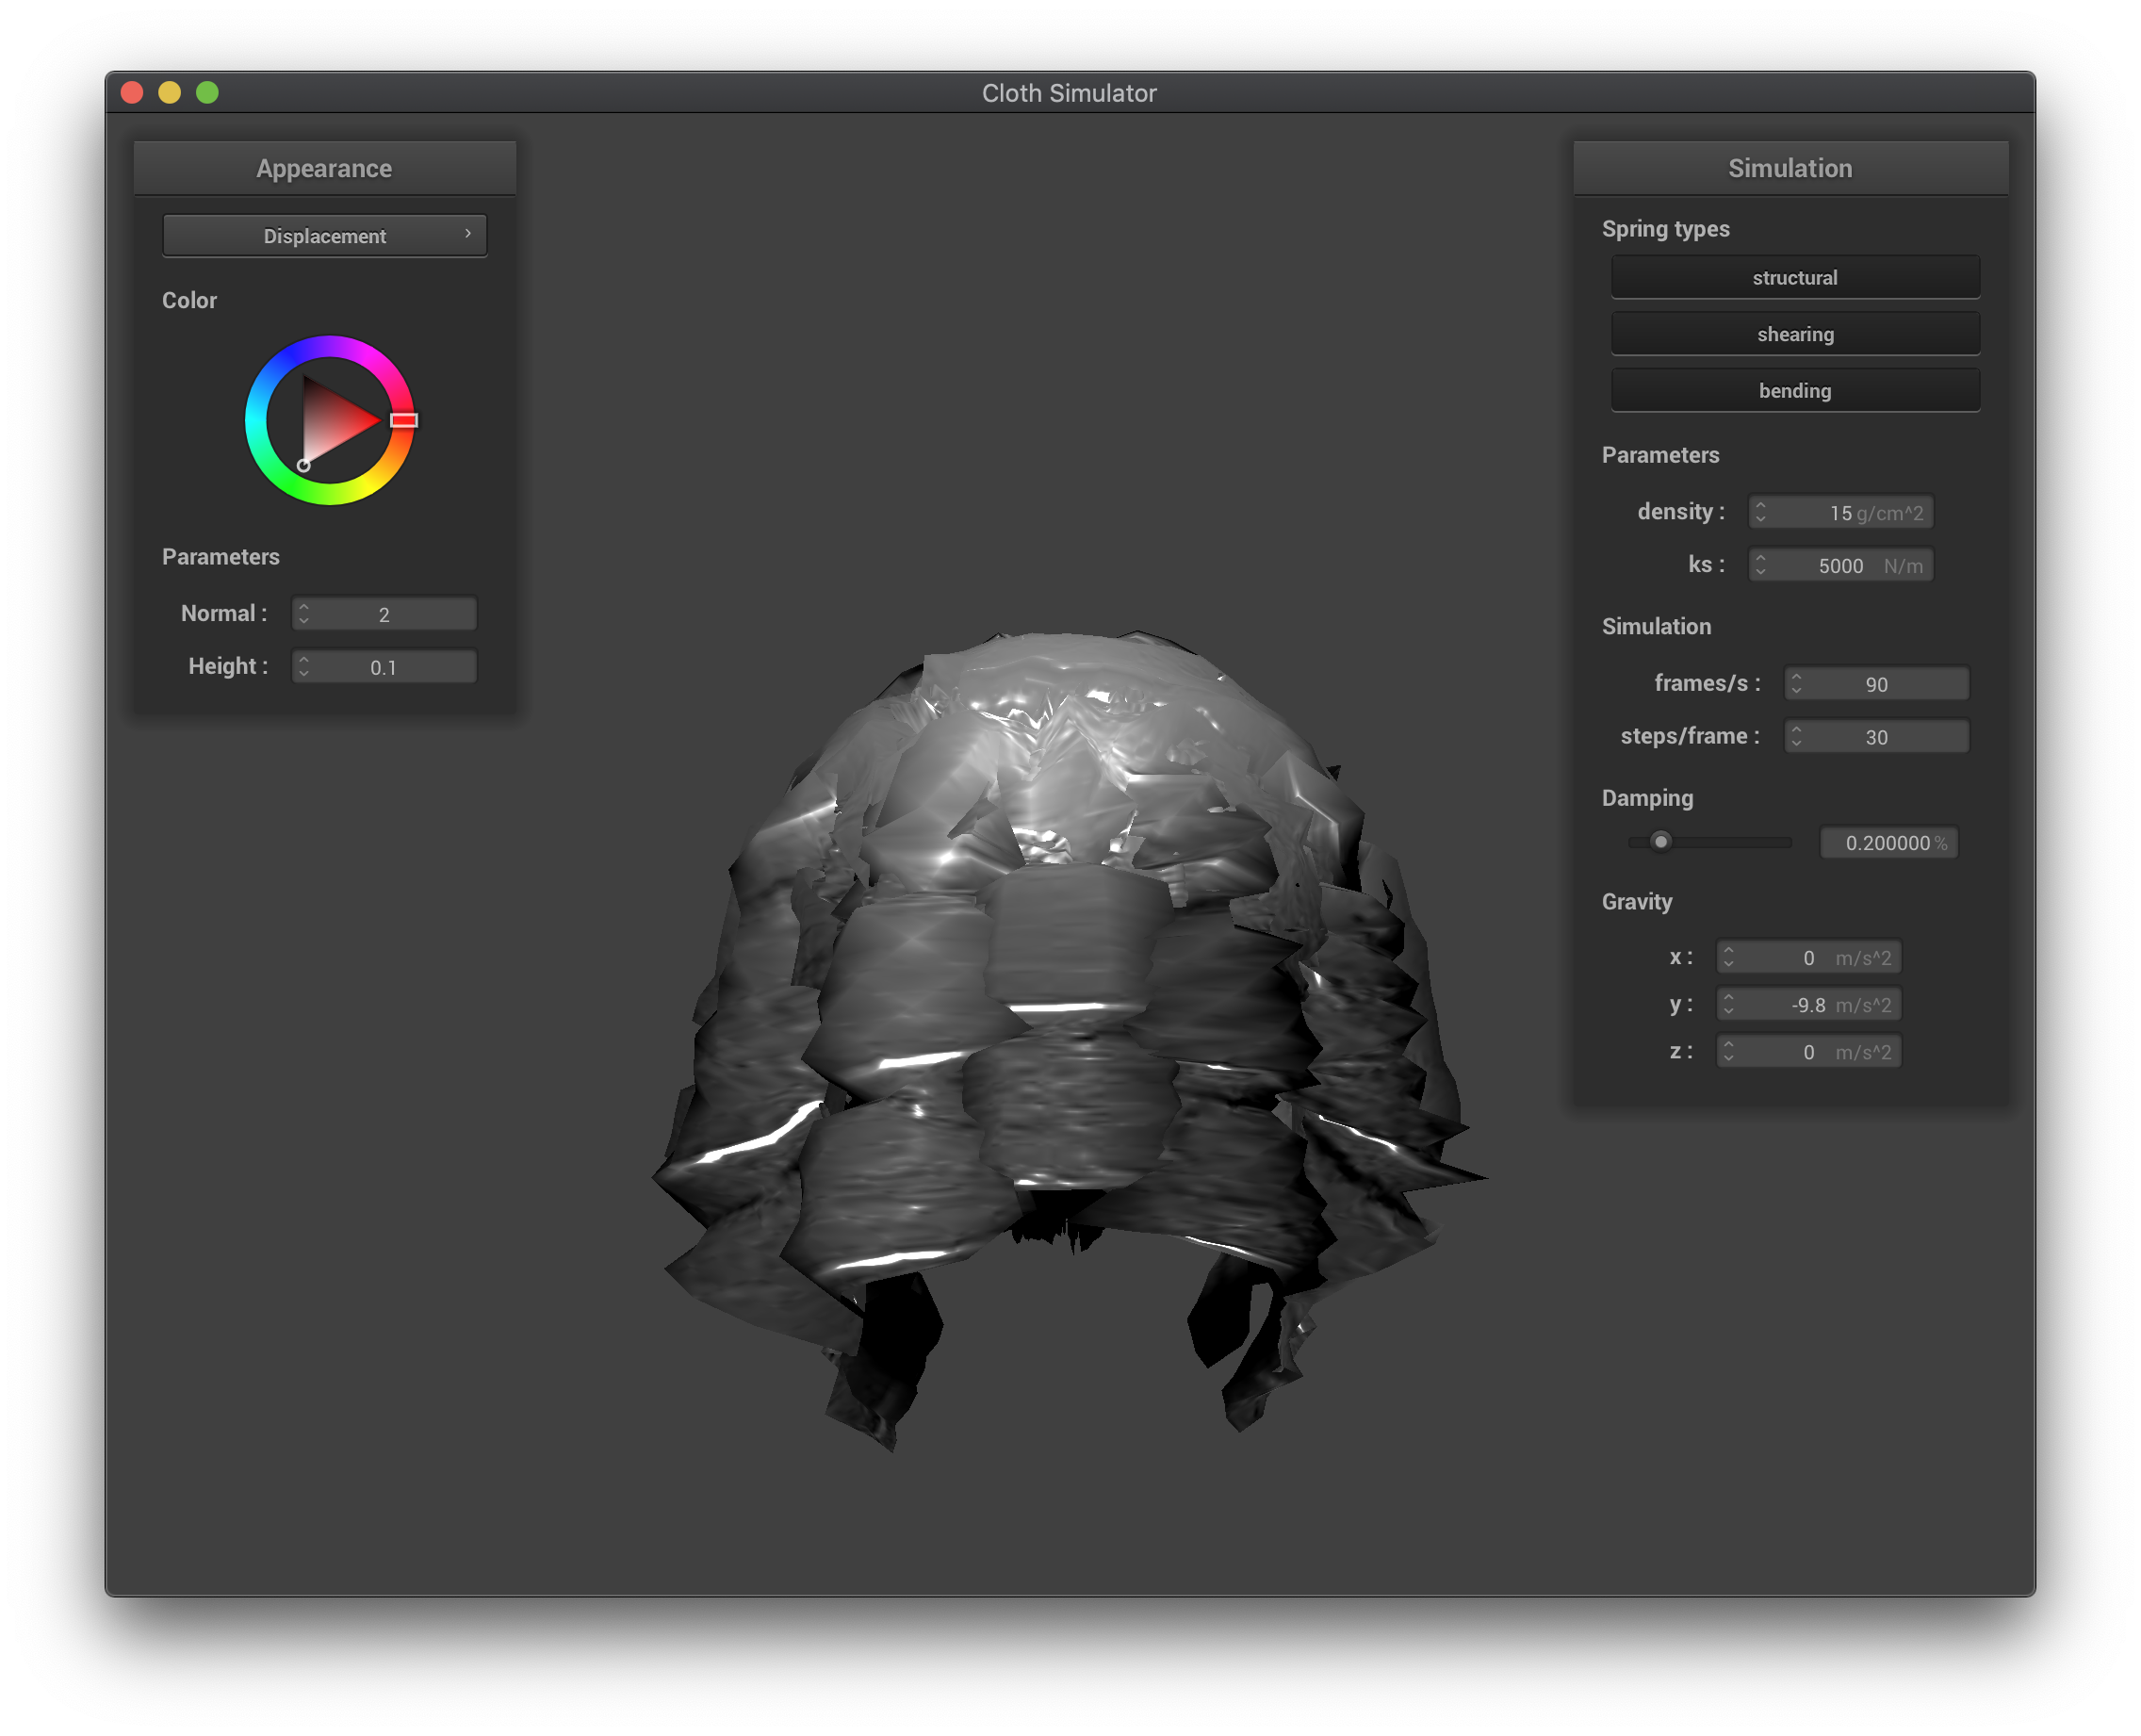 Cloth Simulator
Appearance
Displacement
Color
Parameters
Normal : 2
Height : 0.1
Simulation
Spring types
structural
shearing
bending
Parameters
density : 15 g/cm^2
ks : 5000 N/m
Simulation
frames/s : 90
steps/frame : 30
Damping
0.200000 %
Gravity
x : 0 m/s^2
y : -9.8 m/s^2
z : 0 m/s^2